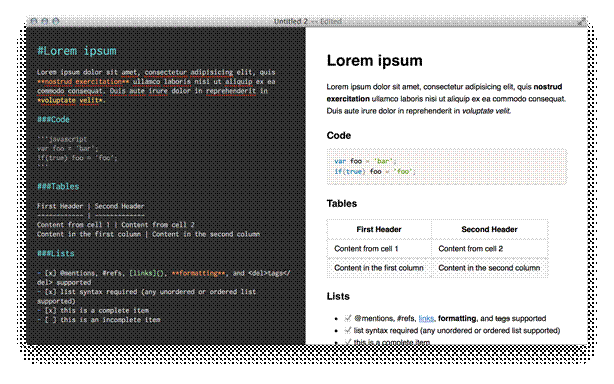 Untitled 2 — Edited
#Lorem ipsum
Lorem ipsum dolor sit amet, consectetur adipisicing elit, quis
**nostrud exercitation** ullamco laboris nisi ut aliquip ex ea
commodo consequat. Duis aute irure dolor in reprehenderit in
*voluptate velit*.
###Code
```javascript
var foo = 'bar';
if(true) foo = 'foo';
```
###Tables
First Header | Second Header
------------ | -------------
Content from cell 1 | Content from cell 2
Content in the first column | Content in the second column
###Lists
- [x] @mentions, #refs, [links](), **formatting**, and <del>tags</
del> supported
- [x] list syntax required (any unordered or ordered list
supported)
- [x] this is a complete item
- [ ] this is an incomplete item
Lorem ipsum
Lorem ipsum dolor sit amet, consectetur adipisicing elit, quis nostrud
exercitation ullamco laboris nisi ut aliquip ex ea commodo consequat.
Duis aute irure dolor in reprehenderit in voluptate velit.
Code
var foo = 'bar';
if(true) foo = 'foo';
Tables
First Header Second Header
Content from cell 1 Content from cell 2
Content in the first column Content in the second column
Lists
@mentions, #refs, links, formatting, and tags supported
list syntax required (any unordered or ordered list supported)
this is a complete item